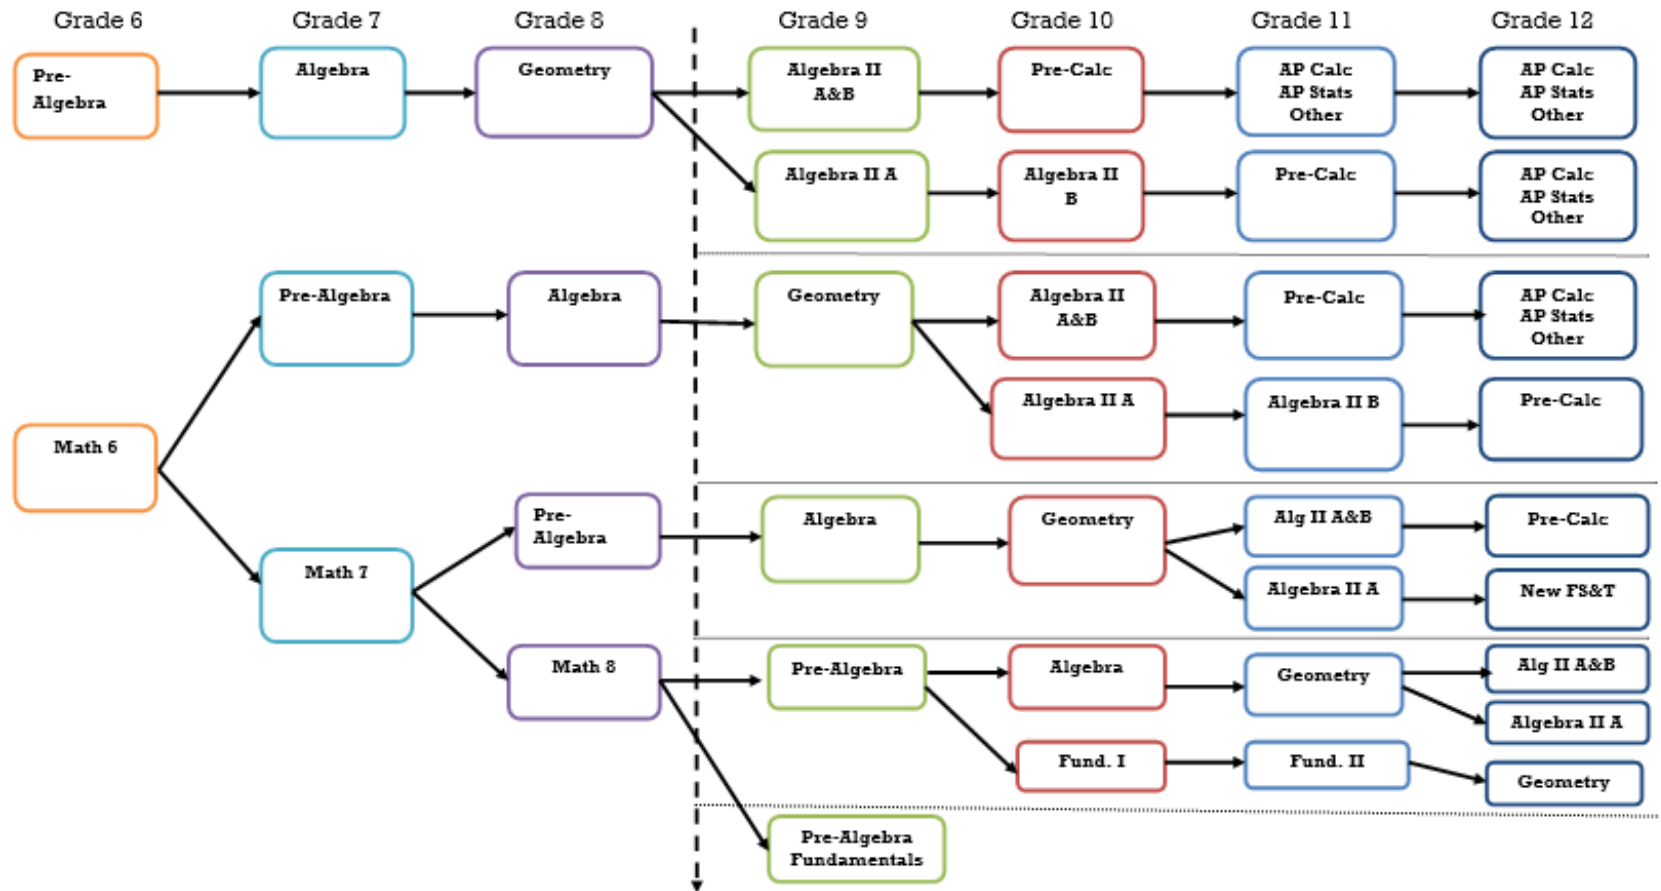 Grade 6 Grade 7 Grade 8 Grade 9 Grade 10 Grade 11 Grade 12
Pre-
Algebra
Algebra
Geometry
Algebra II
A&B
Pre-Calc
AP Calc
AP Stats
Other
AP Calc
AP Stats
Other
Algebra II A
Algebra II
B
Pre-Calc
AP Calc
AP Stats
Other
Pre-Algebra
Algebra
Geometry
Algebra II
A&B
Pre-Calc
AP Calc
AP Stats
Other
Algebra II A
Algebra II B
Pre-Calc
Math 6
Pre-
Algebra
Algebra
Geometry
Alg II A&B
Pre-Calc
Math 7
Algebra II A
New FS&T
Math 8
Pre-Algebra
Algebra
Geometry
Alg II A&B
Algebra II A
Fund. I
Fund. II
Geometry
Pre-Algebra
Fundamentals